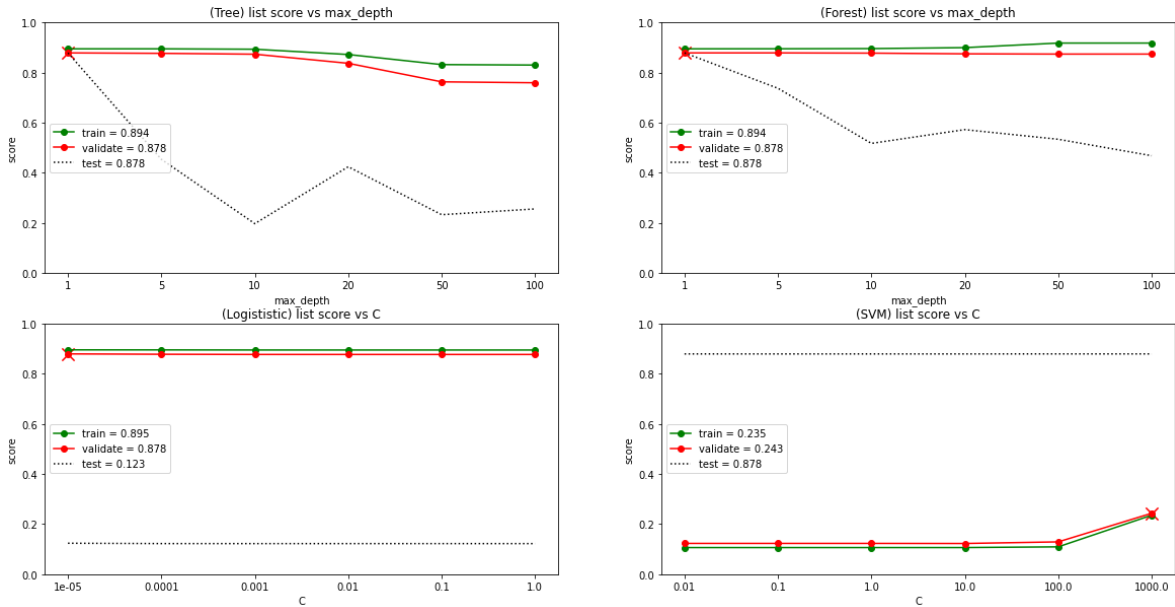 (Tree) list score vs max_depth
1.0
0.8
0.6
0.4
0.2
0.0
score
train = 0.894
validate = 0.878
test = 0.878
1 5 10 20 50 100
max_depth
(Forest) list score vs max_depth
1.0
0.8
0.6
0.4
0.2
0.0
score
train = 0.894
validate = 0.878
test = 0.878
1 5 10 20 50 100
max_depth
(Logististic) list score vs C
1.0
0.8
0.6
0.4
0.2
0.0
score
train = 0.895
validate = 0.878
test = 0.123
1e-05 0.0001 0.001 0.01 0.1 1.0
C
(SVM) list score vs C
1.0
0.8
0.6
0.4
0.2
0.0
score
train = 0.235
validate = 0.243
test = 0.878
0.01 0.1 1.0 10.0 100.0 1000.0
C